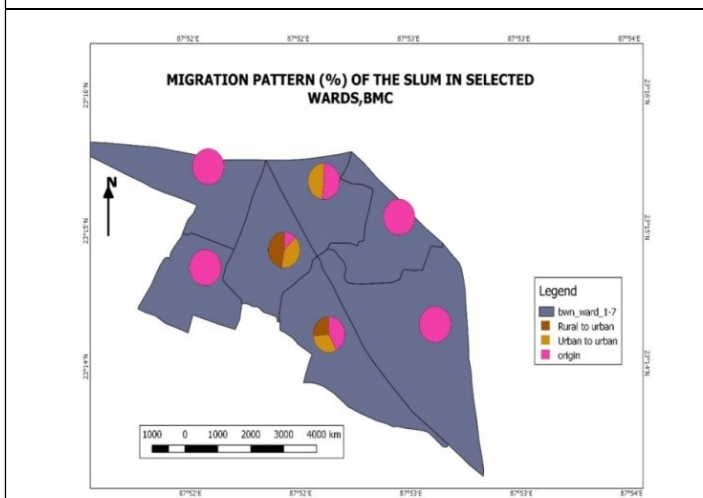 87°52'E 87°52'E 87°53'E 87°53'E 87°54'E
MIGRATION PATTERN (%) OF THE SLUM IN SELECTED
WARDS,BMC
23°16'N 23°16'N
N
23°15'N 23°15'N
Legend
bwn_ward_1-7
Rural to urban
Urban to urban
origin
23°14'N 23°14'N
1000 0 1000 2000 3000 4000 km
87°52'E 87°52'E 87°53'E 87°53'E 87°54'E